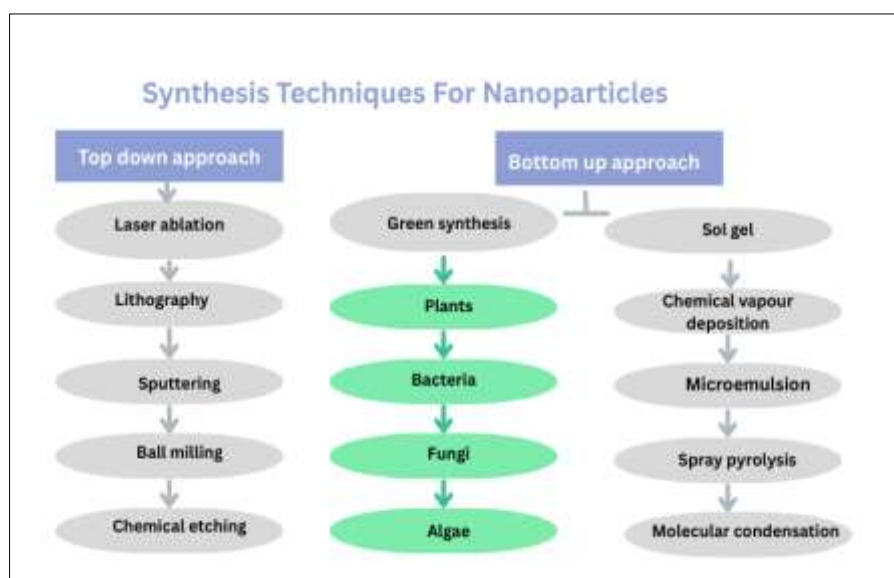 Synthesis Techniques For Nanoparticles
Top down approach
Laser ablation
Lithography
Sputtering
Ball milling
Chemical etching
Bottom up approach
Green synthesis
Plants
Bacteria
Fungi
Algae
Sol gel
Chemical vapour
deposition
Microemulsion
Spray pyrolysis
Molecular condensation